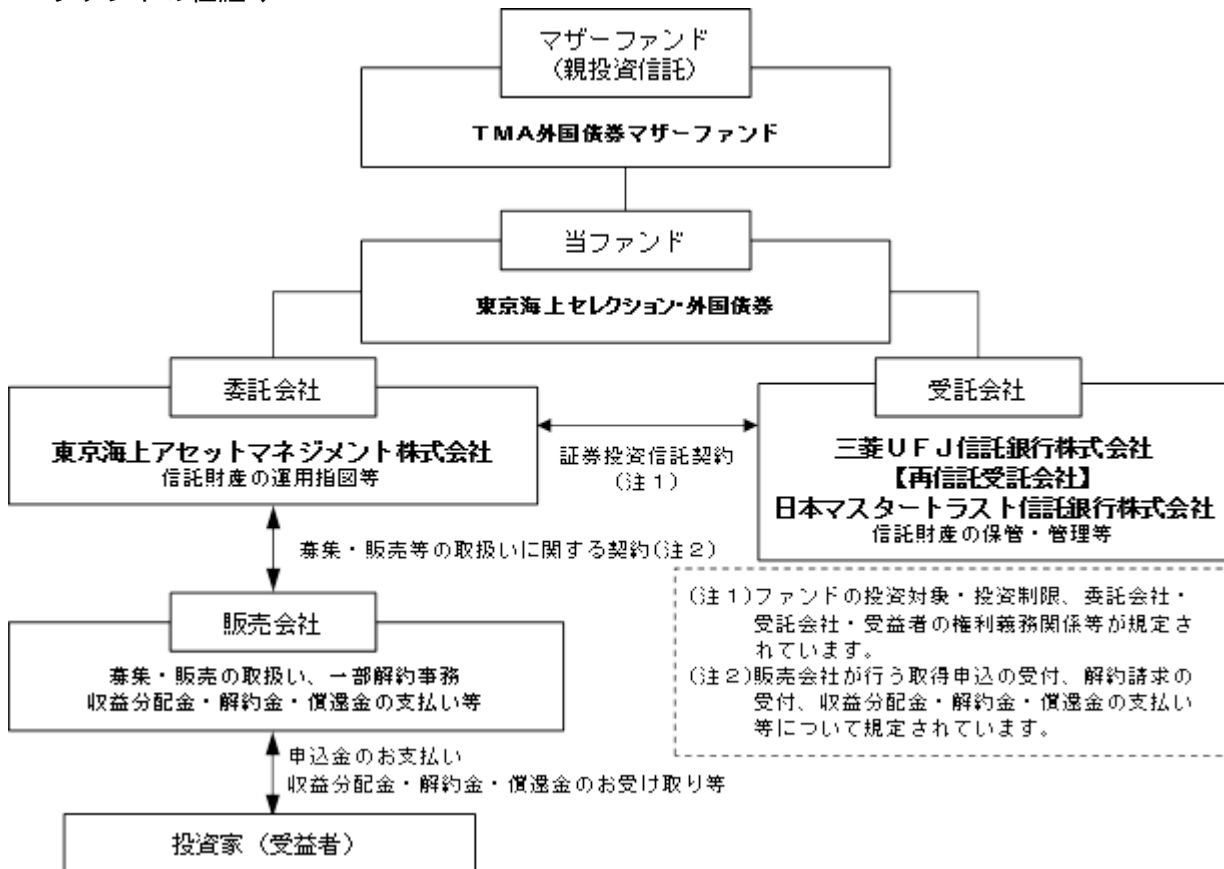 マザーファンド
(親投資信託)
TMA外国債券マザーファンド
当ファンド
東京海上セレクション・外国債券
委託会社
東京海上アセットマネジメント株式会社
信託財産の運用指図等
証券投資信託契約
(注1)
受託会社
三菱UFJ信託銀行株式会社
【再信託受託会社】
日本マスタートラスト信託銀行株式会社
信託財産の保管・管理等
募集・販売等の取扱いに関する契約(注2)
販売会社
募集・販売の取扱い、一部解約事務
収益分配金・解約金・償還金の支払い等
(注1)ファンドの投資対象・投資制限、委託会社・
受託会社・受益者の権利義務関係等が規定さ
れています。
(注2)販売会社が行う取得申込の受付、解約請求の
受付、収益分配金・解約金・償還金の支払い
等について規定されています。
申込金のお支払い
収益分配金・解約金・償還金のお受け取り等
投資家(受益者)